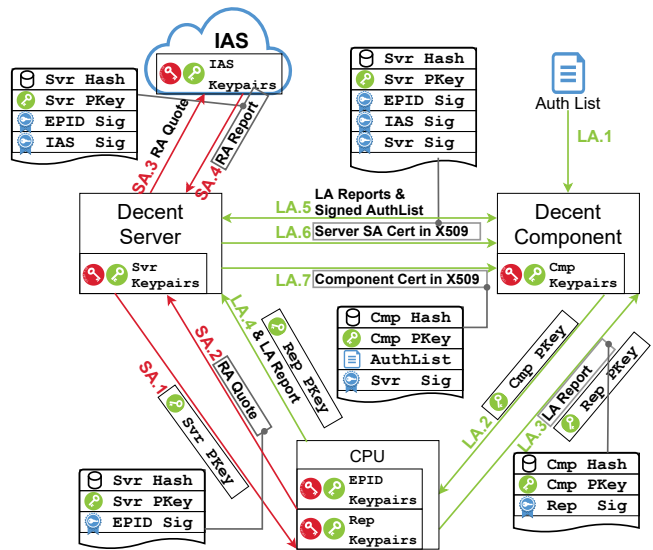 IAS
IAS
Keypairs
Svr Hash
Svr PKey
EPID Sig
IAS Sig
SA.3 RA Quote
SA.4 RA Report
Svr Hash
Svr PKey
EPID Sig
IAS Sig
Svr Sig
Auth List
LA.1
Decent
Server
Svr
Keypairs
LA.5 LA Reports &
Signed AuthList
LA.6 Server SA Cert in X509
LA.7 Component Cert in X509
Decent
Component
Cmp
Keypairs
Cmp Hash
Cmp PKey
AuthList
Svr Sig
SA.1 Svr PKey
SA.2 RA Quote
LA.4 & LA Report
Rep PKey
LA.2 Cmp PKey
LA.3 LA Report
Rep PKey
Svr Hash
Svr PKey
EPID Sig
CPU
EPID
Keypairs
Rep
Keypairs
Cmp Hash
Cmp PKey
Rep Sig